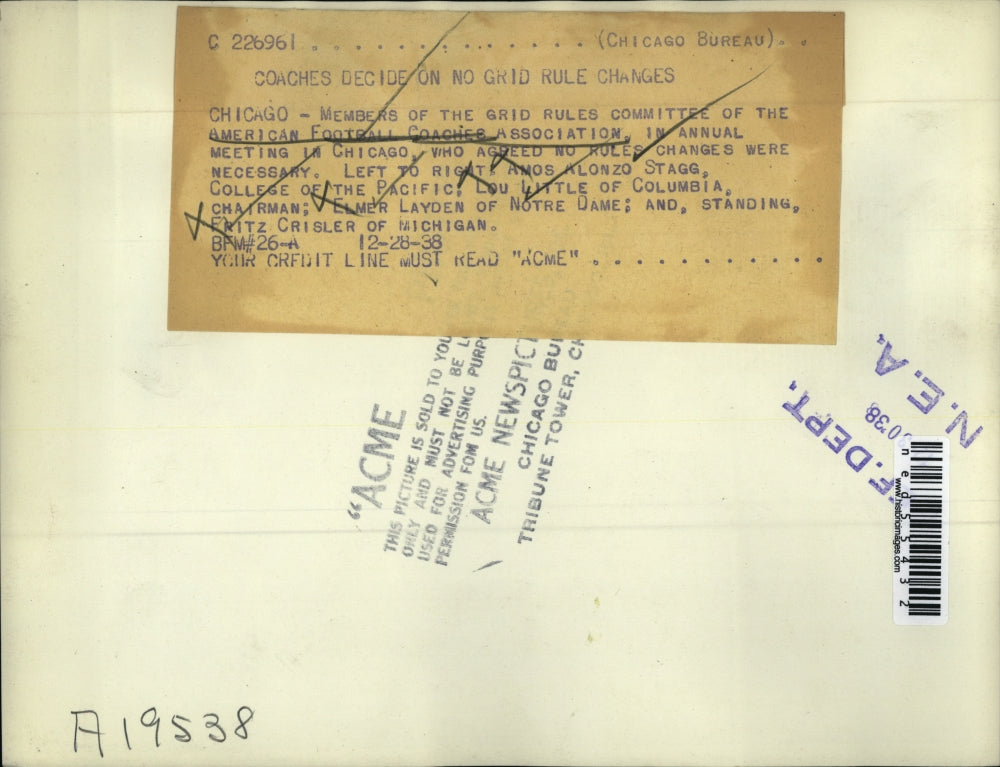 C 226961 . . . . . . . . . . . . . . (CHICAGO BUREAU). .
COACHES DECIDE ON NO GRID RULE CHANGES
CHICAGO - MEMBERS OF THE GRID RULES COMMITTEE OF THE
AMERICAN FOOTBALL COACHES ASSOCIATION, IN ANNUAL
MEETING IN CHICAGO, WHO AGREED NO RULES CHANGES WERE
NECESSARY. LEFT TO RIGHT: AMOS ALONZO STAGG,
COLLEGE OF THE PACIFIC; LOU LITTLE OF COLUMBIA,
CHAIRMAN; ELMER LAYDEN OF NOTRE DAME; AND, STANDING,
FRITZ CRISLER OF MICHIGAN.
BFM#26-A 12-28-38
YOUR CREDIT LINE MUST READ "ACME" . . . . . . . . . . . .
"ACME
THIS PICTURE IS SOLD TO YOU
ONLY AND MUST NOT BE
USED FOR ADVERTISING
PERMISSION FOM US.
ACME
CHICAGO
TRIBUNE TOWER,
DEPT.
N. E. A.
ned55432
www.historicimages.com
A19538